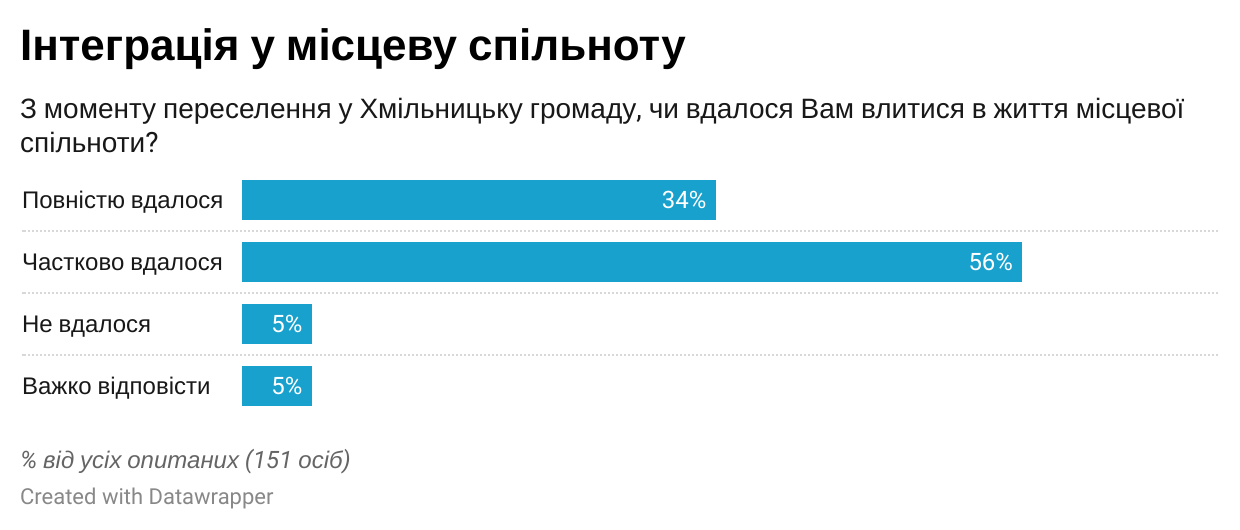 Інтеграція у місцеву спільноту
З моменту переселення у Хмільницьку громаду, чи вдалося Вам влитися в життя місцевої
спільноти?
Повністю вдалося 34%
Частково вдалося 56%
Не вдалося 5%
Важко відповісти 5%
% від усіх опитаних (151 осіб)
Created with Datawrapper